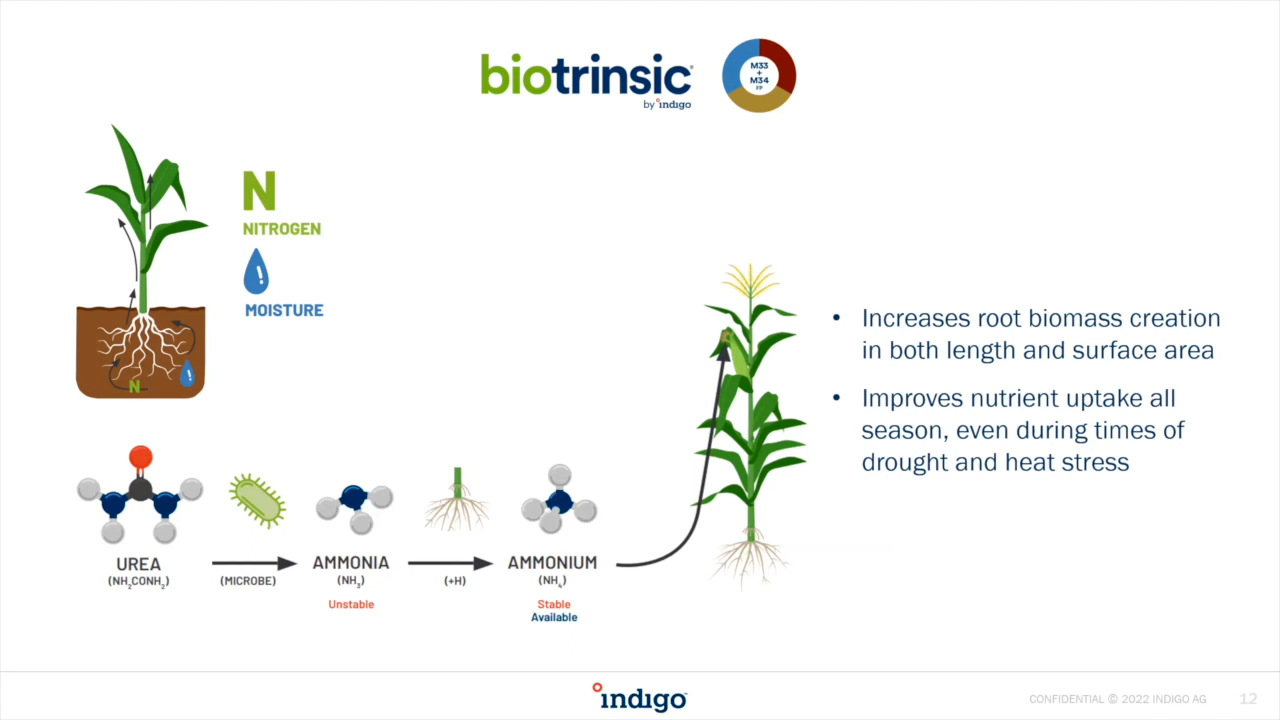 biotrinsic®
by indigo
M33
+
M34
FP
N
NITROGEN
MOISTURE
N
• Increases root biomass creation
in both length and surface area
• Improves nutrient uptake all
season, even during times of
drought and heat stress
UREA
(NH₂CONH₂)
(MICROBE)
AMMONIA
(NH₃)
Unstable
(+H)
AMMONIUM
(NH₄)
Stable
Available
indigo
CONFIDENTIAL © 2022 INDIGO AG
12